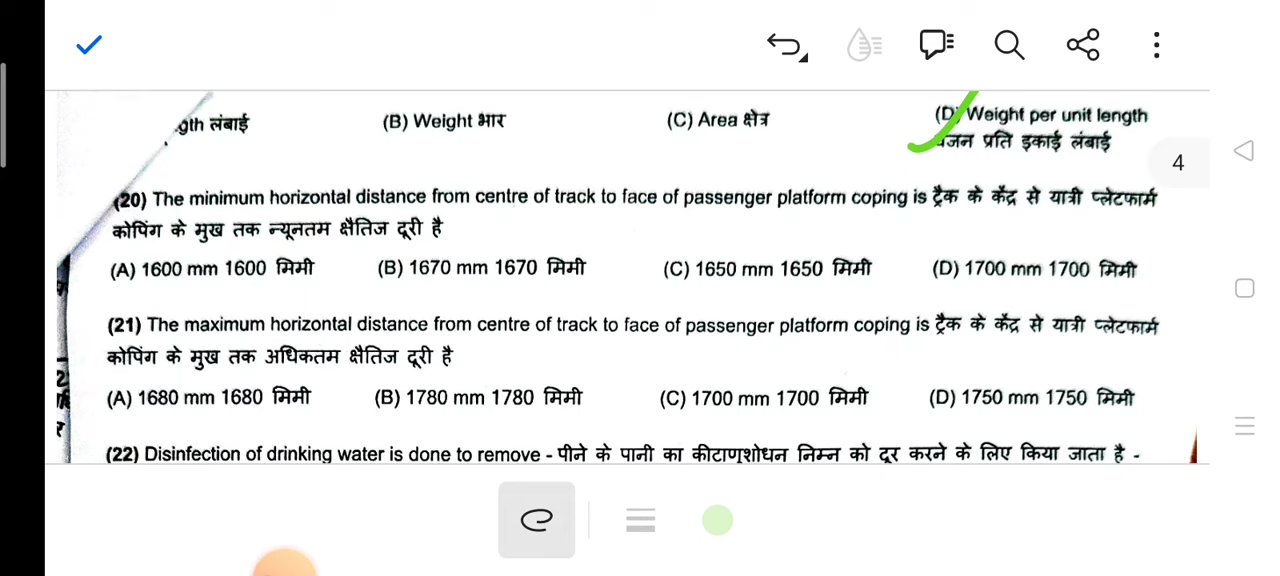 gth लंबाई (B) Weight भार (C) Area क्षेत्र (D) Weight per unit length
वजन प्रति इकाई लंबाई
4
(20) The minimum horizontal distance from centre of track to face of passenger platform coping is ट्रैक के केंद्र से यात्री प्लेटफार्म
कोपिंग के मुख तक न्यूनतम क्षैतिज दूरी है
(A) 1600 mm 1600 मिमी (B) 1670 mm 1670 मिमी (C) 1650 mm 1650 मिमी (D) 1700 mm 1700 मिमी
(21) The maximum horizontal distance from centre of track to face of passenger platform coping is ट्रैक के केंद्र से यात्री प्लेटफार्म
कोपिंग के मुख तक अधिकतम क्षैतिज दूरी है
(A) 1680 mm 1680 मिमी (B) 1780 mm 1780 मिमी (C) 1700 mm 1700 मिमी (D) 1750 mm 1750 मिमी
(22) Disinfection of drinking water is done to remove - पीने के पानी का कीटाणुशोधन निम्न को दूर करने के लिए किया जाता है -